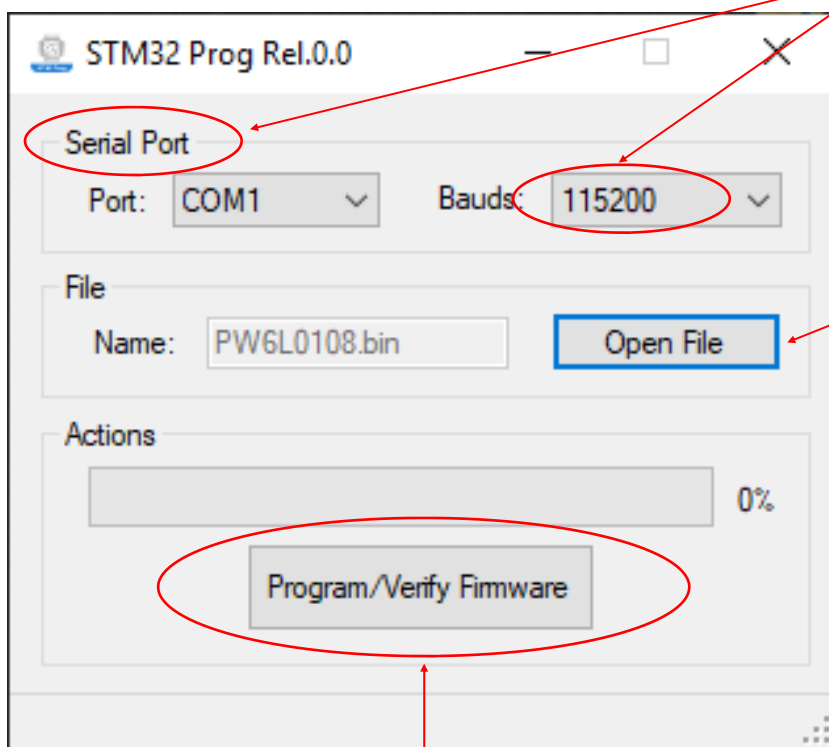 STM32 Prog Rel.0.0
Serial Port
Port: COM1 Bauds: 115200
File
Name: PW6L0108.bin Open File
Actions
0%
Program/Verify Firmware